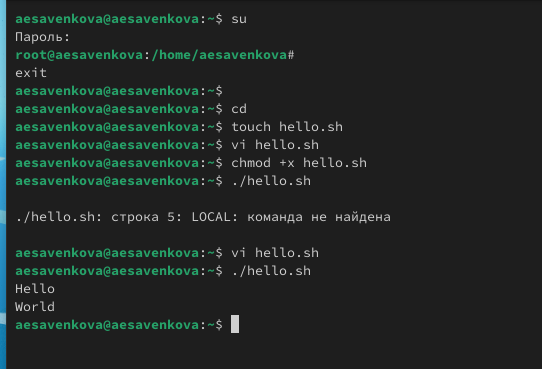 aesavenkova@aesavenkova:~$ su
Пароль:
root@aesavenkova:/home/aesavenkova#
exit
aesavenkova@aesavenkova:~$
aesavenkova@aesavenkova:~$ cd
aesavenkova@aesavenkova:~$ touch hello.sh
aesavenkova@aesavenkova:~$ vi hello.sh
aesavenkova@aesavenkova:~$ chmod +x hello.sh
aesavenkova@aesavenkova:~$ ./hello.sh
./hello.sh: строка 5: LOCAL: команда не найдена
aesavenkova@aesavenkova:~$ vi hello.sh
aesavenkova@aesavenkova:~$ ./hello.sh
Hello
World
aesavenkova@aesavenkova:~$